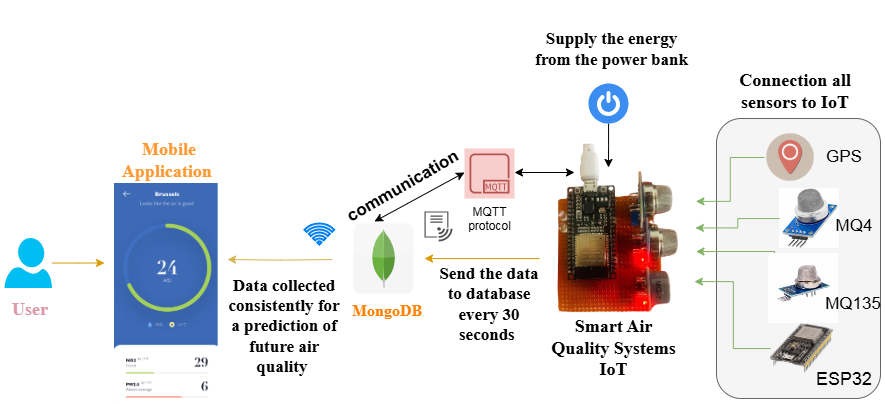 Supply the energy
from the power bank
Connection all
sensors to IoT
GPS
MQ4
MQ135
ESP32
Mobile
Application
Brussels
Looks like the air is good
24
AQI
29
PM2.5
6
User
communication
MQTT
MQTT
protocol
MongoDB
Data collected
consistently for
a prediction of
future air
quality
Send the data
to database
every 30
seconds
Smart Air
Quality Systems
IoT